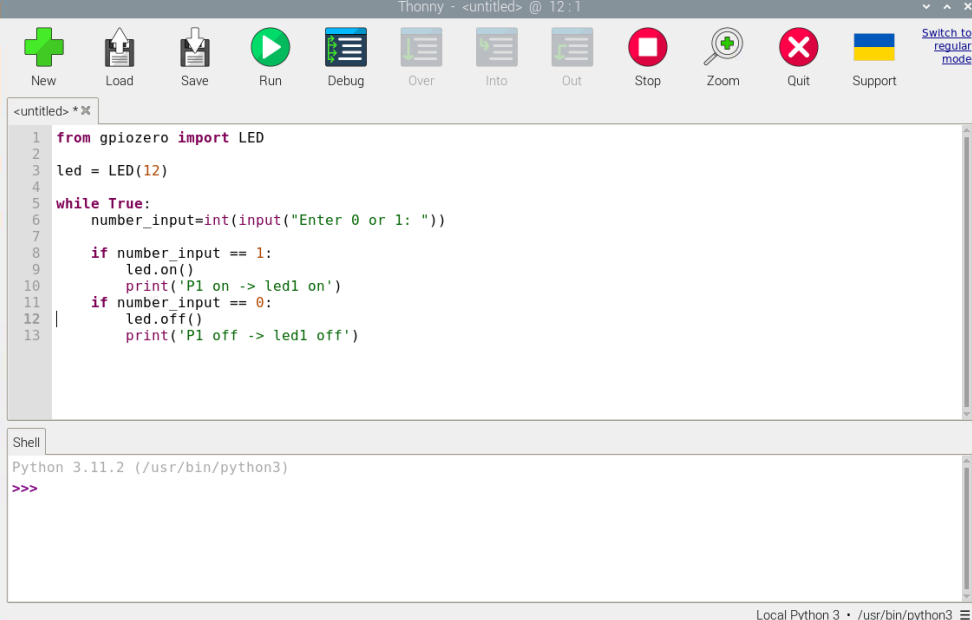 Thonny - <untitled> @ 12 : 1
New Load Save Run Debug Over Into Out Stop Zoom Quit Support
Switch to
regular
mode
<untitled> *
1 from gpiozero import LED
2
3 led = LED(12)
4
5 while True:
6     number_input=int(input("Enter 0 or 1: "))
7
8     if number_input == 1:
9         led.on()
10         print('P1 on -> led1 on')
11     if number_input == 0:
12         led.off()
13         print('P1 off -> led1 off')
Shell
Python 3.11.2 (/usr/bin/python3)
>>>
Local Python 3 • /usr/bin/python3